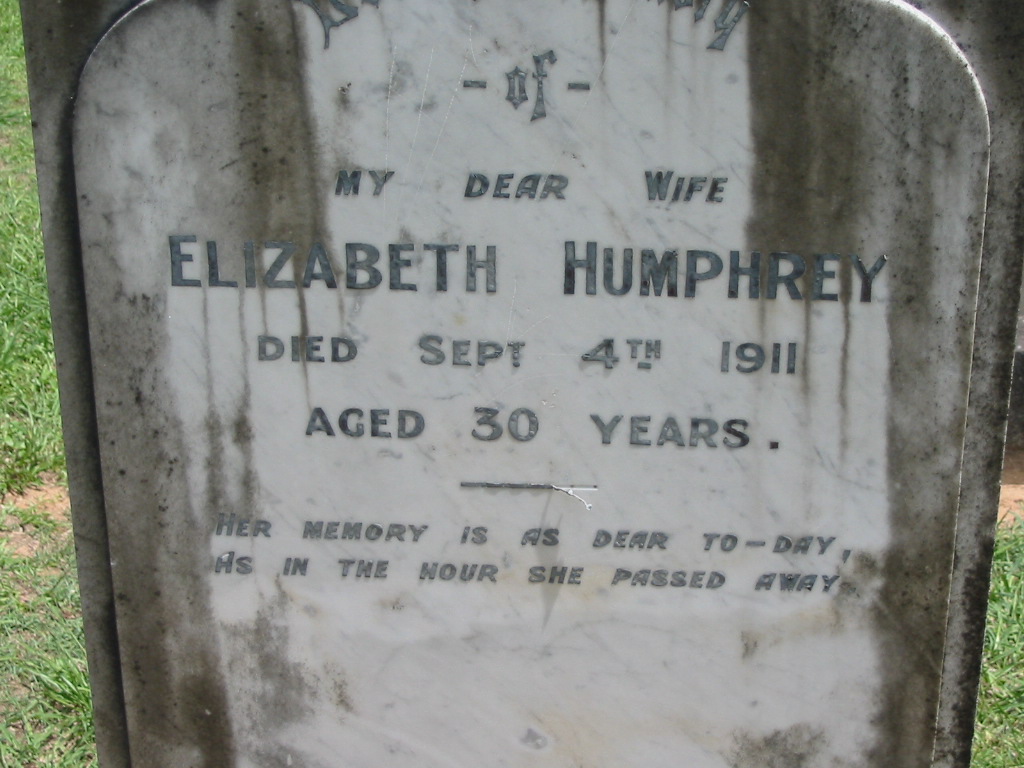 - of -
MY DEAR WIFE
ELIZABETH HUMPHREY
DIED SEPT 4TH 1911
AGED 30 YEARS.
HER MEMORY IS AS DEAR TO-DAY,
AS IN THE HOUR SHE PASSED AWAY.